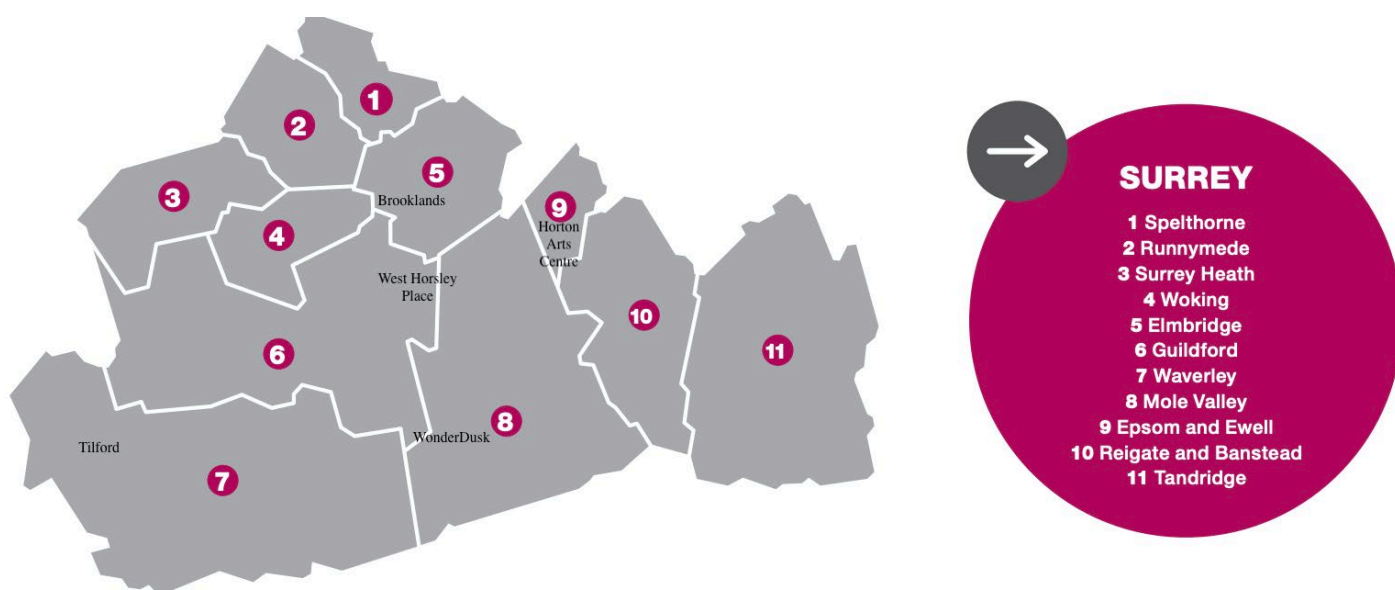 1
2
5
3
Brooklands
9
4
Horton
Arts
Centre
West Horsley
Place
10
6
11
8
WonderDusk
Tilford
7
SURREY
1 Spelthorne
2 Runnymede
3 Surrey Heath
4 Woking
5 Elmbridge
6 Guildford
7 Waverley
8 Mole Valley
9 Epsom and Ewell
10 Reigate and Banstead
11 Tandridge